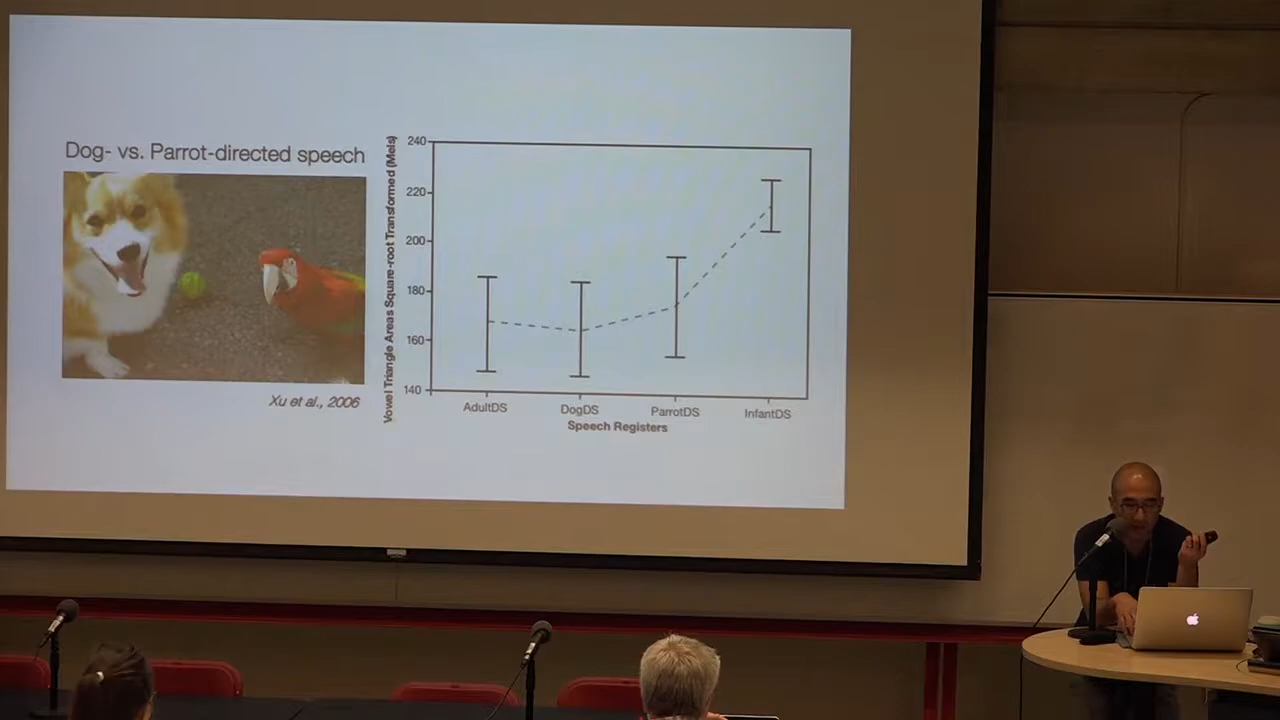 Dog- vs. Parrot-directed speech
Xu et al., 2006
Vowel Triangle Areas Square-root Transformed (Mels)
240
220
200
180
160
140
AdultDS
DogDS
ParrotDS
InfantDS
Speech Registers